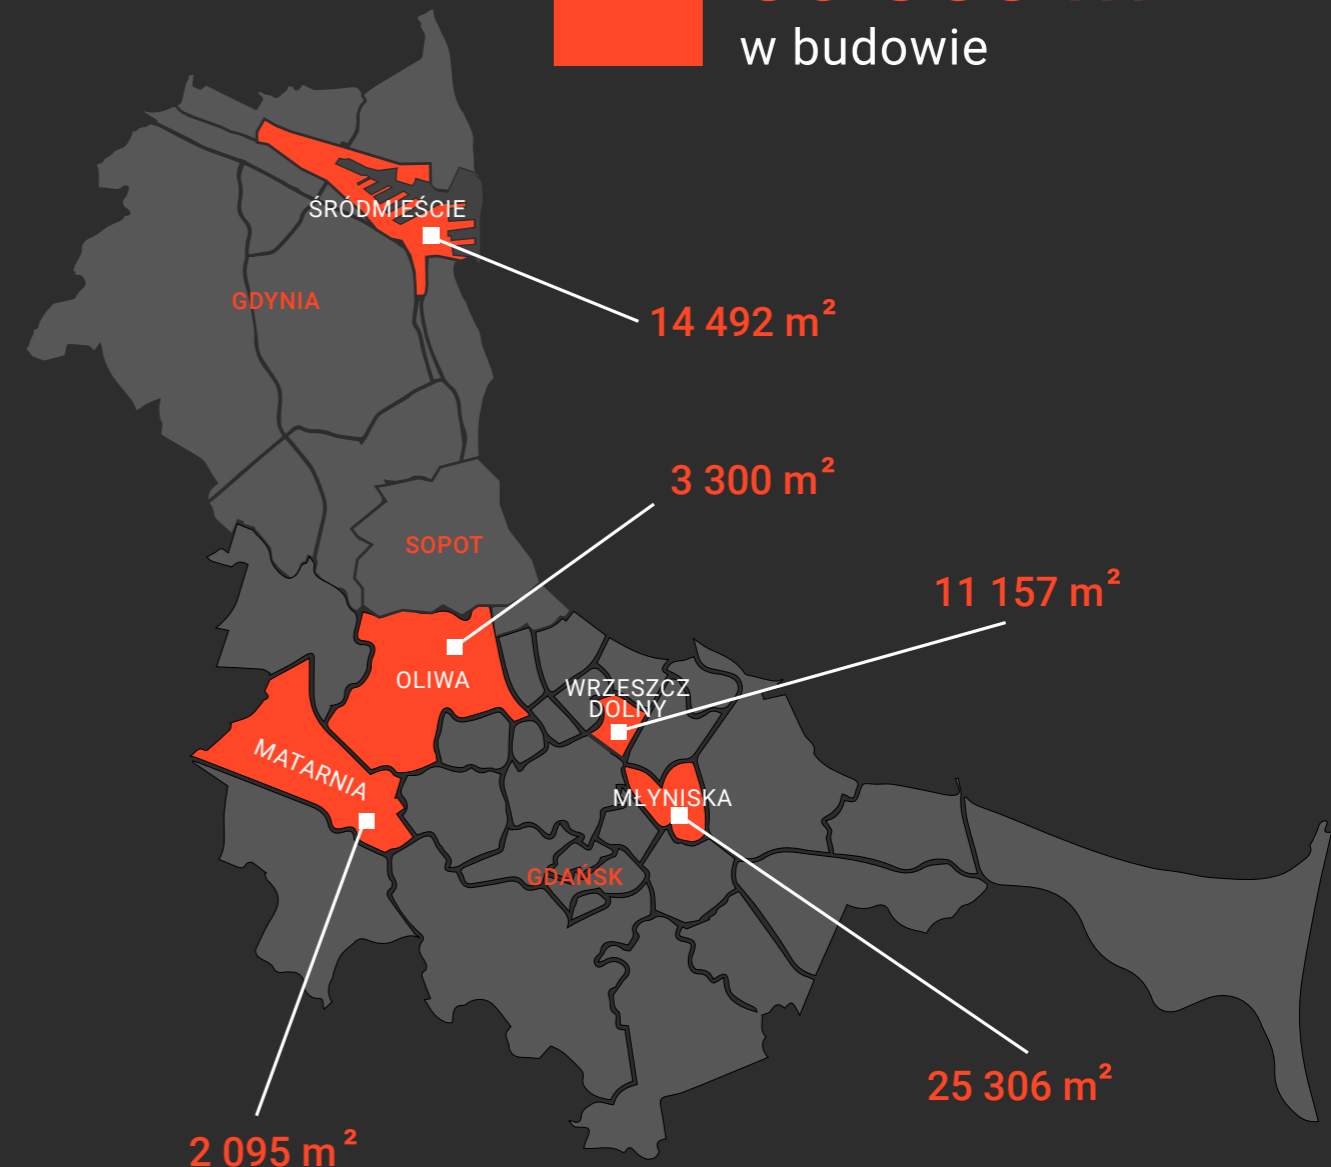 w budowie
ŚRÓDMIEŚCIE
GDYNIA
14 492 m²
3 300 m²
SOPOT
11 157 m²
OLIWA
WRZESZCZ
DOLNY
MATARNIA
MŁYNISKA
GDAŃSK
25 306 m²
2 095 m²